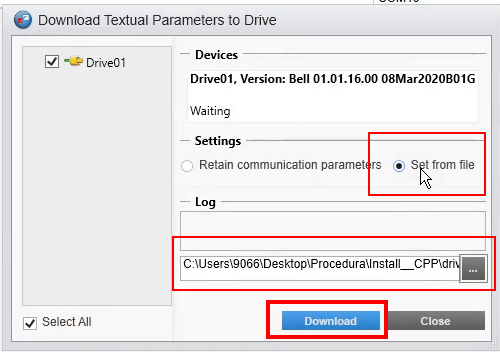 Download Textual Parameters to Drive
Drive01
Devices
Drive01, Version: Bell 01.01.16.00 08Mar2020B01G
Waiting
Settings
Retain communication parameters
Set from file
Log
C:\Users\9066\Desktop\Procedura\Install__CPP\driv
...
Select All
Download
Close